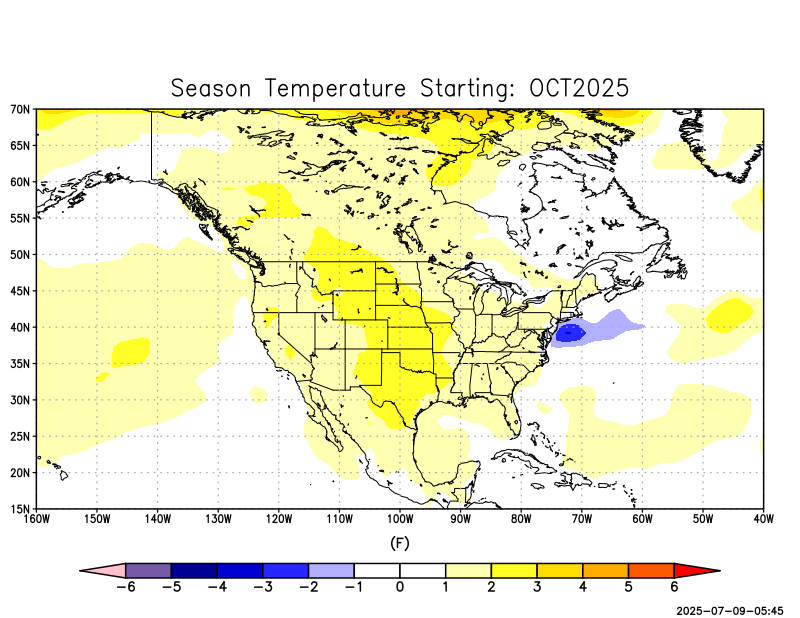 Season Temperature Starting: OCT2025
70N
65N
60N
55N
50N
45N
40N
35N
30N
25N
20N
15N
160W 150W 140W 130W 120W 110W 100W 90W 80W 70W 60W 50W 40W
(F)
−6 −5 −4 −3 −2 −1 0 1 2 3 4 5 6
2025-07-09-05:45